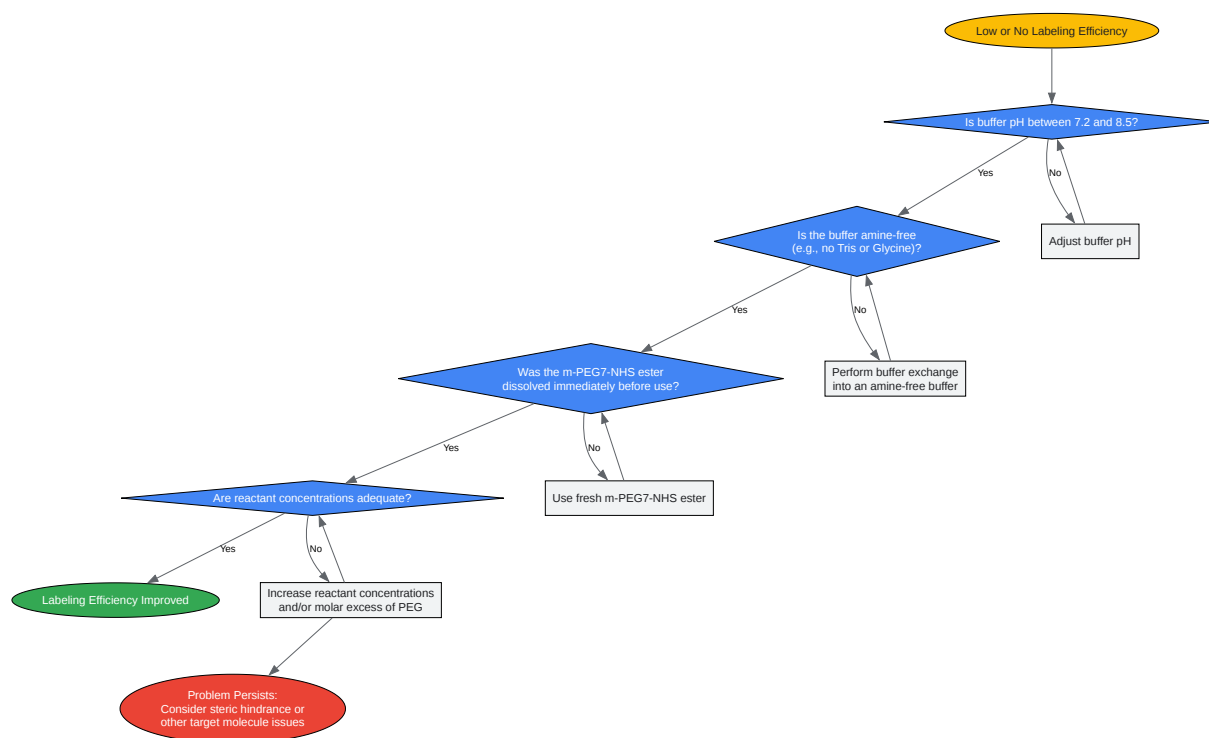 Low or No Labeling Efficiency
Is buffer pH between 7.2 and 8.5?
Yes
No
Is the buffer amine-free
(e.g., no Tris or Glycine)?
Adjust buffer pH
Yes
No
Was the m-PEG7-NHS ester
dissolved immediately before use?
Perform buffer exchange
into an amine-free buffer
Yes
No
Are reactant concentrations adequate?
Use fresh m-PEG7-NHS ester
Yes
No
Labeling Efficiency Improved
Increase reactant concentrations
and/or molar excess of PEG
Problem Persists:
Consider steric hindrance or
other target molecule issues